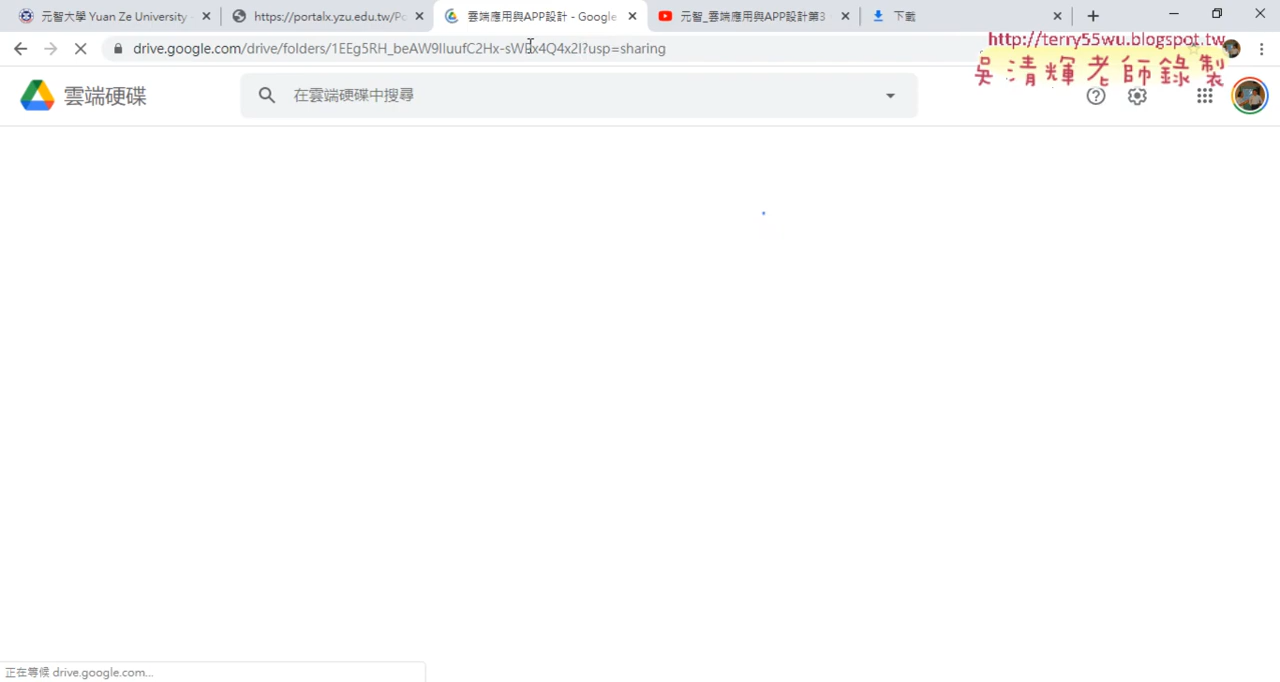 元智大學 Yuan Ze University
https://portalx.yzu.edu.tw/Po
雲端應用與APP設計 - Google
元智_雲端應用與APP設計第3
下載
drive.google.com/drive/folders/1EEg5RH_beAW9IluufC2Hx-sW
x4Q4x2I?usp=sharing
http://terry55wu.blogspot.tw
吳清輝老師錄製
雲端硬碟
在雲端硬碟中搜尋
正在等候 drive.google.com...